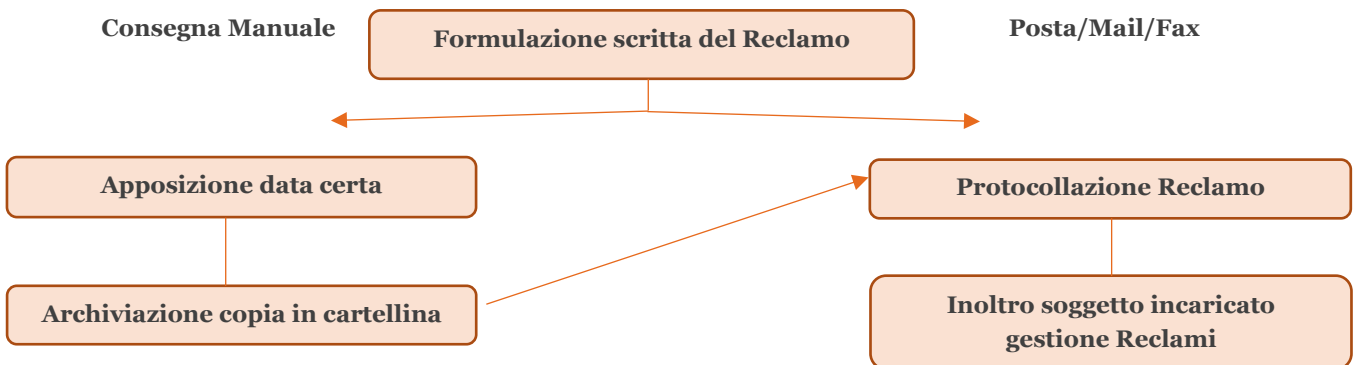 Consegna Manuale
Formulazione scritta del Reclamo
Posta/Mail/Fax
Apposizione data certa
Protocollazione Reclamo
Archiviazione copia in cartellina
Inoltro soggetto incaricato
gestione Reclami